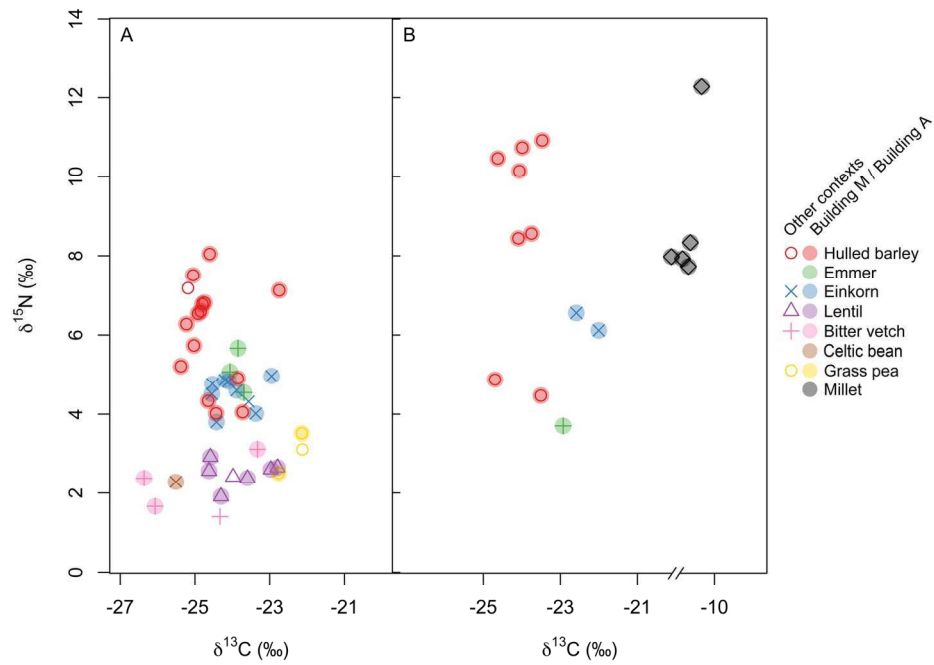 A
B
14
12
10
8
6
4
2
0
δ15N (‰)
-27
-25
-23
-21
-25
-23
-10
δ13C (‰)
δ13C (‰)
Other contexts
Building M / Building A
Hulled barley
Emmer
Einkorn
Lentil
Bitter vetch
Celtic bean
Grass pea
Millet